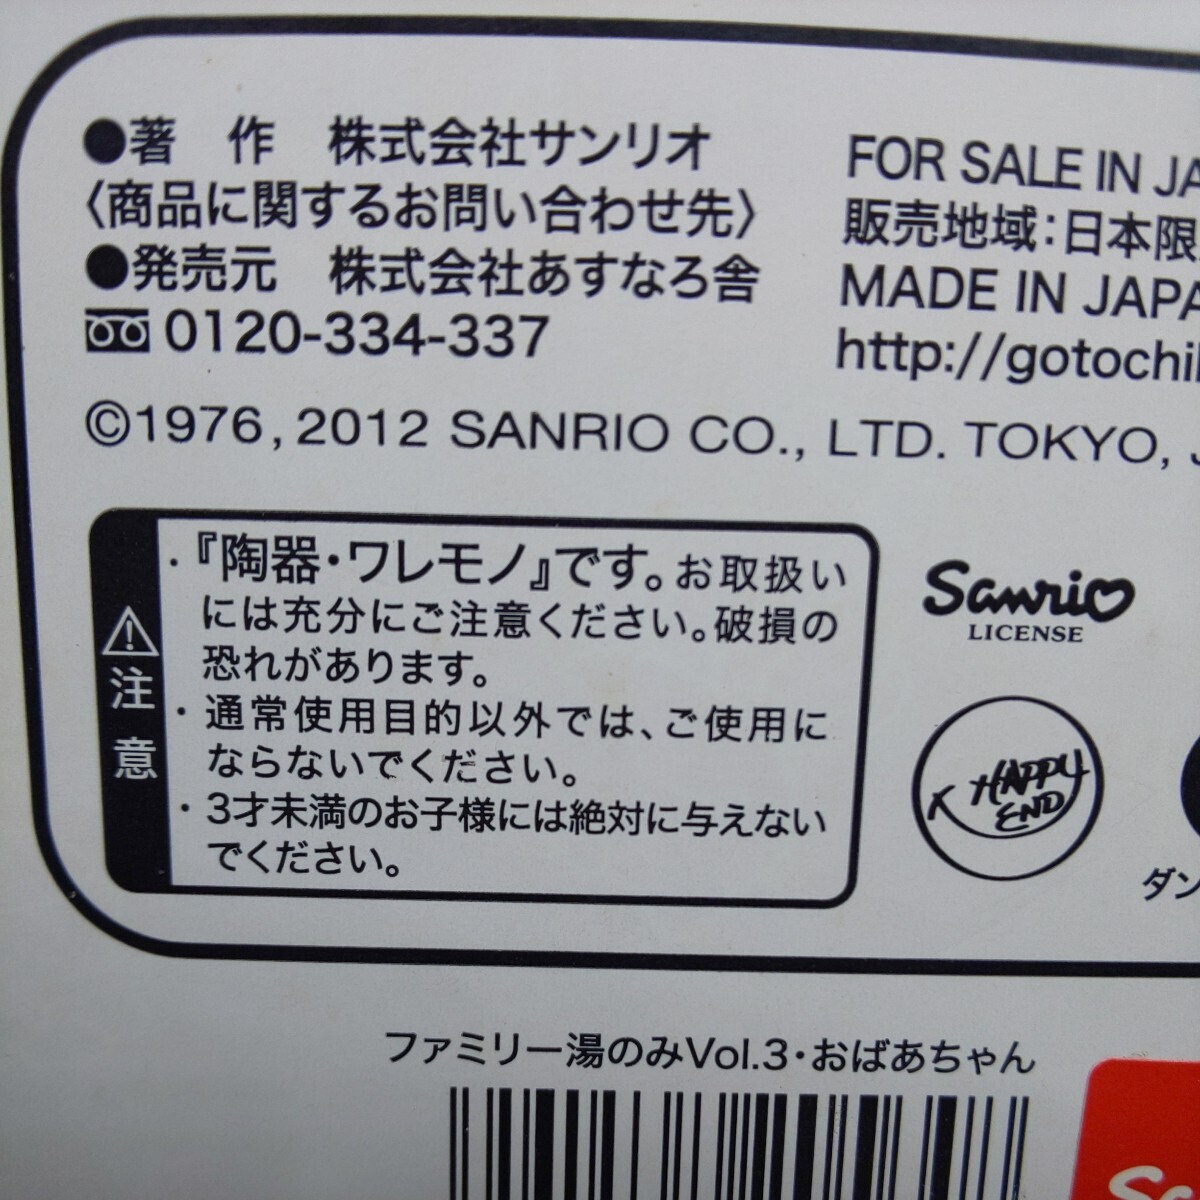 ●著　作　株式会社サンリオ
〈商品に関するお問い合わせ先〉
●発売元　株式会社あすなろ舎
0120-334-337
FOR SALE IN JA
販売地域：日本限
MADE IN JAPA
http://gotochi
©1976, 2012 SANRIO CO., LTD. TOKYO,
注意
・『陶器・ワレモノ』です。お取扱い
には充分にご注意ください。破損の
恐れがあります。
・通常使用目的以外では、ご使用に
ならないでください。
・3才未満のお子様には絶対に与えない
でください。
Sanrio
LICENSE
K HAPPY
END
ダン
ファミリー湯のみVol.3・おばあちゃん
Sa